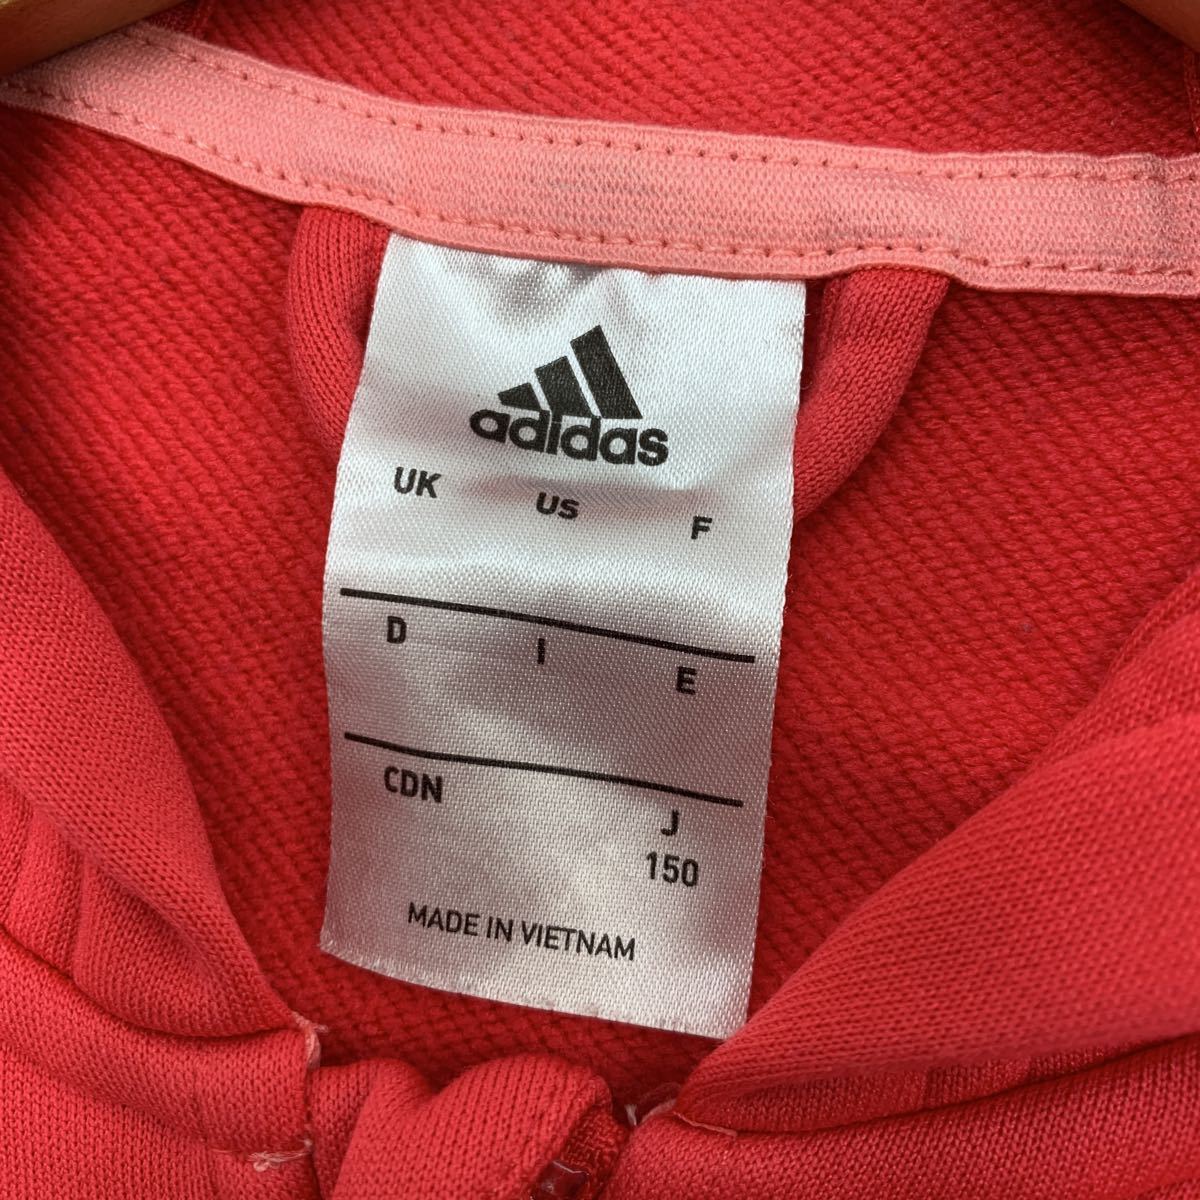 adidas
UK US F
D I E
CDN J
150
MADE IN VIETNAM